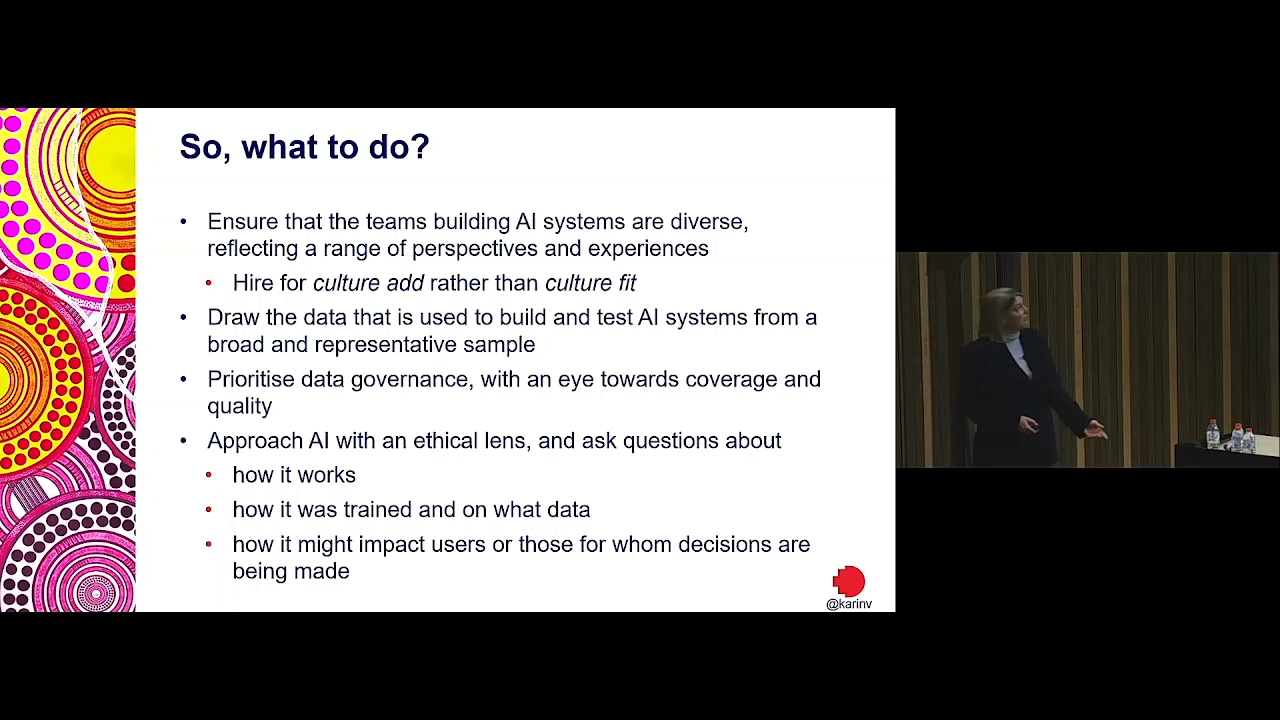 So, what to do?
• Ensure that the teams building AI systems are diverse,
reflecting a range of perspectives and experiences
• Hire for culture add rather than culture fit
• Draw the data that is used to build and test AI systems from a
broad and representative sample
• Prioritise data governance, with an eye towards coverage and
quality
• Approach AI with an ethical lens, and ask questions about
• how it works
• how it was trained and on what data
• how it might impact users or those for whom decisions are
being made
@karinv